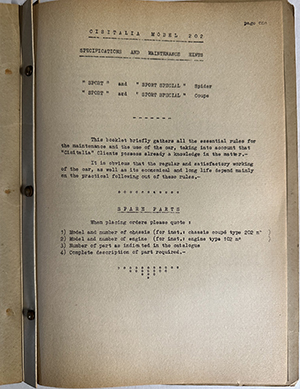 page one
CISITALIA MODEL 202
SPECIFICATIONS AND MAINTENANCE HINTS
" SPORT " and " SPORT SPECIAL " Spider
" SPORT " and " SPORT SPECIAL " Coupe
- - - - - - -
This booklet briefly gathers all the essential rules for
the maintenance and the use of the car, taking into account that
"Cisitalia" Clients possess already a knowledge in the matter.-
It is obvious that the regular and satisfactory working
of the car, as well as its economical and long life depend mainly
on the practical following out of these rules.-
SPARE PARTS
When placing orders please quote :
1) Model and number of chassis (for inst.: chassis coupé type 202 n° )
2) Model and number of engine (for inst.: engine type 202 n° )
3) Number of part as indicated in the catalogue
4) Complete description of part required.-